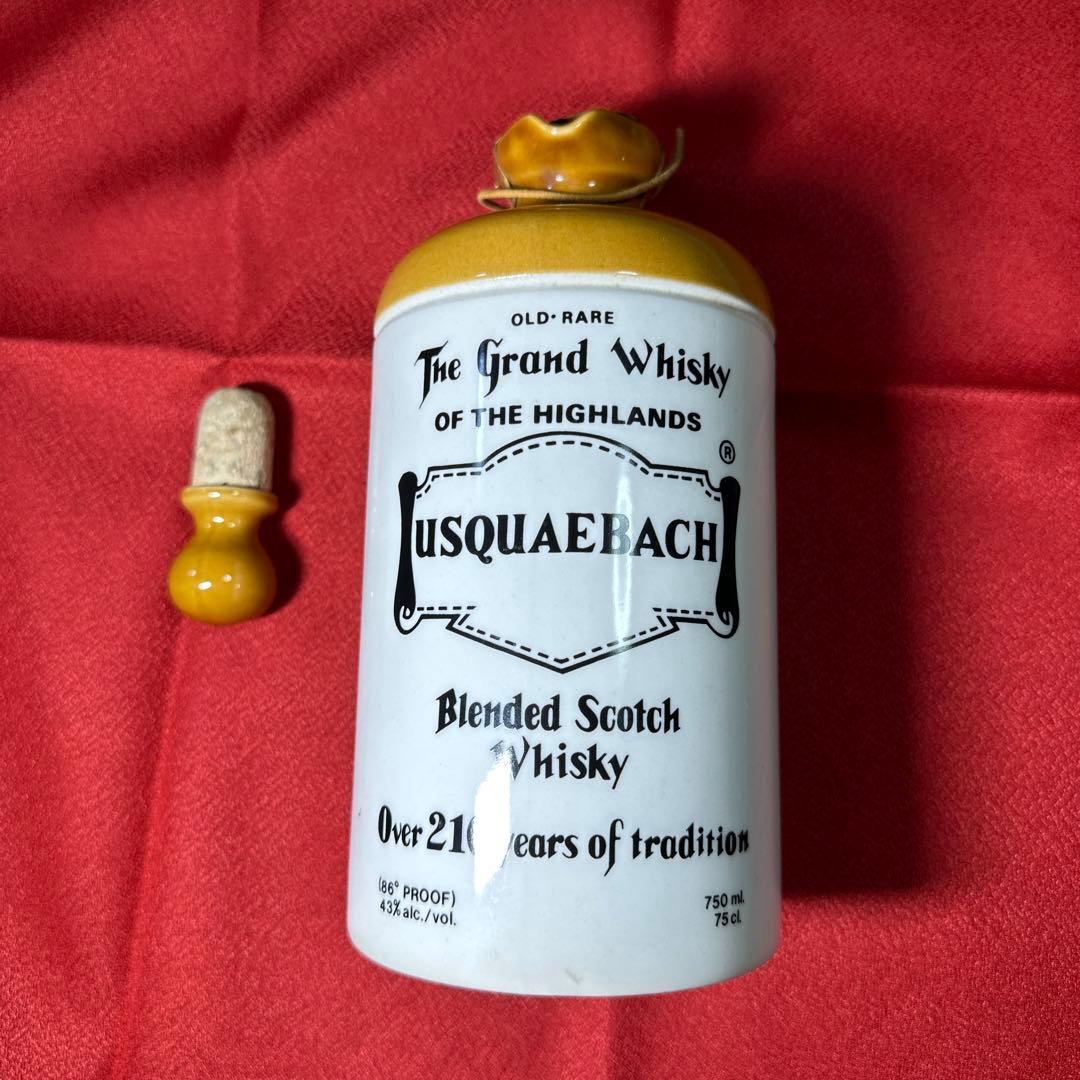 OLD • RARE
The Grand Whisky
OF THE HIGHLANDS
®
USQUAEBACH
Blended Scotch
Whisky
Over years of tradition
(86° PROOF)
43% alc./vol.
750 ml.
75 cl.